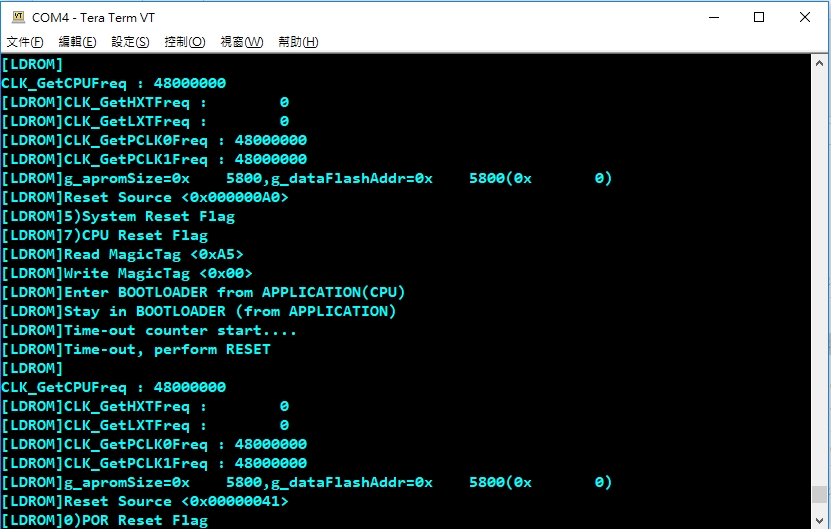 COM4 - Tera Term VT
文件(F) 編輯(E) 設定(S) 控制(O) 視窗(W) 幫助(H)
[LDROM]
CLK_GetCPUFreq : 48000000
[LDROM]CLK_GetHXTFreq :        0
[LDROM]CLK_GetLXTFreq :        0
[LDROM]CLK_GetPCLK0Freq : 48000000
[LDROM]CLK_GetPCLK1Freq : 48000000
[LDROM]g_apromSize=0x    5800,g_dataFlashAddr=0x    5800(0x       0)
[LDROM]Reset Source <0x000000A0>
[LDROM]5)System Reset Flag
[LDROM]7)CPU Reset Flag
[LDROM]Read MagicTag <0xA5>
[LDROM]Write MagicTag <0x00>
[LDROM]Enter BOOTLOADER from APPLICATION(CPU)
[LDROM]Stay in BOOTLOADER (from APPLICATION)
[LDROM]Time-out counter start....
[LDROM]Time-out, perform RESET
[LDROM]
CLK_GetCPUFreq : 48000000
[LDROM]CLK_GetHXTFreq :        0
[LDROM]CLK_GetLXTFreq :        0
[LDROM]CLK_GetPCLK0Freq : 48000000
[LDROM]CLK_GetPCLK1Freq : 48000000
[LDROM]g_apromSize=0x    5800,g_dataFlashAddr=0x    5800(0x       0)
[LDROM]Reset Source <0x00000041>
[LDROM]0)POR Reset Flag